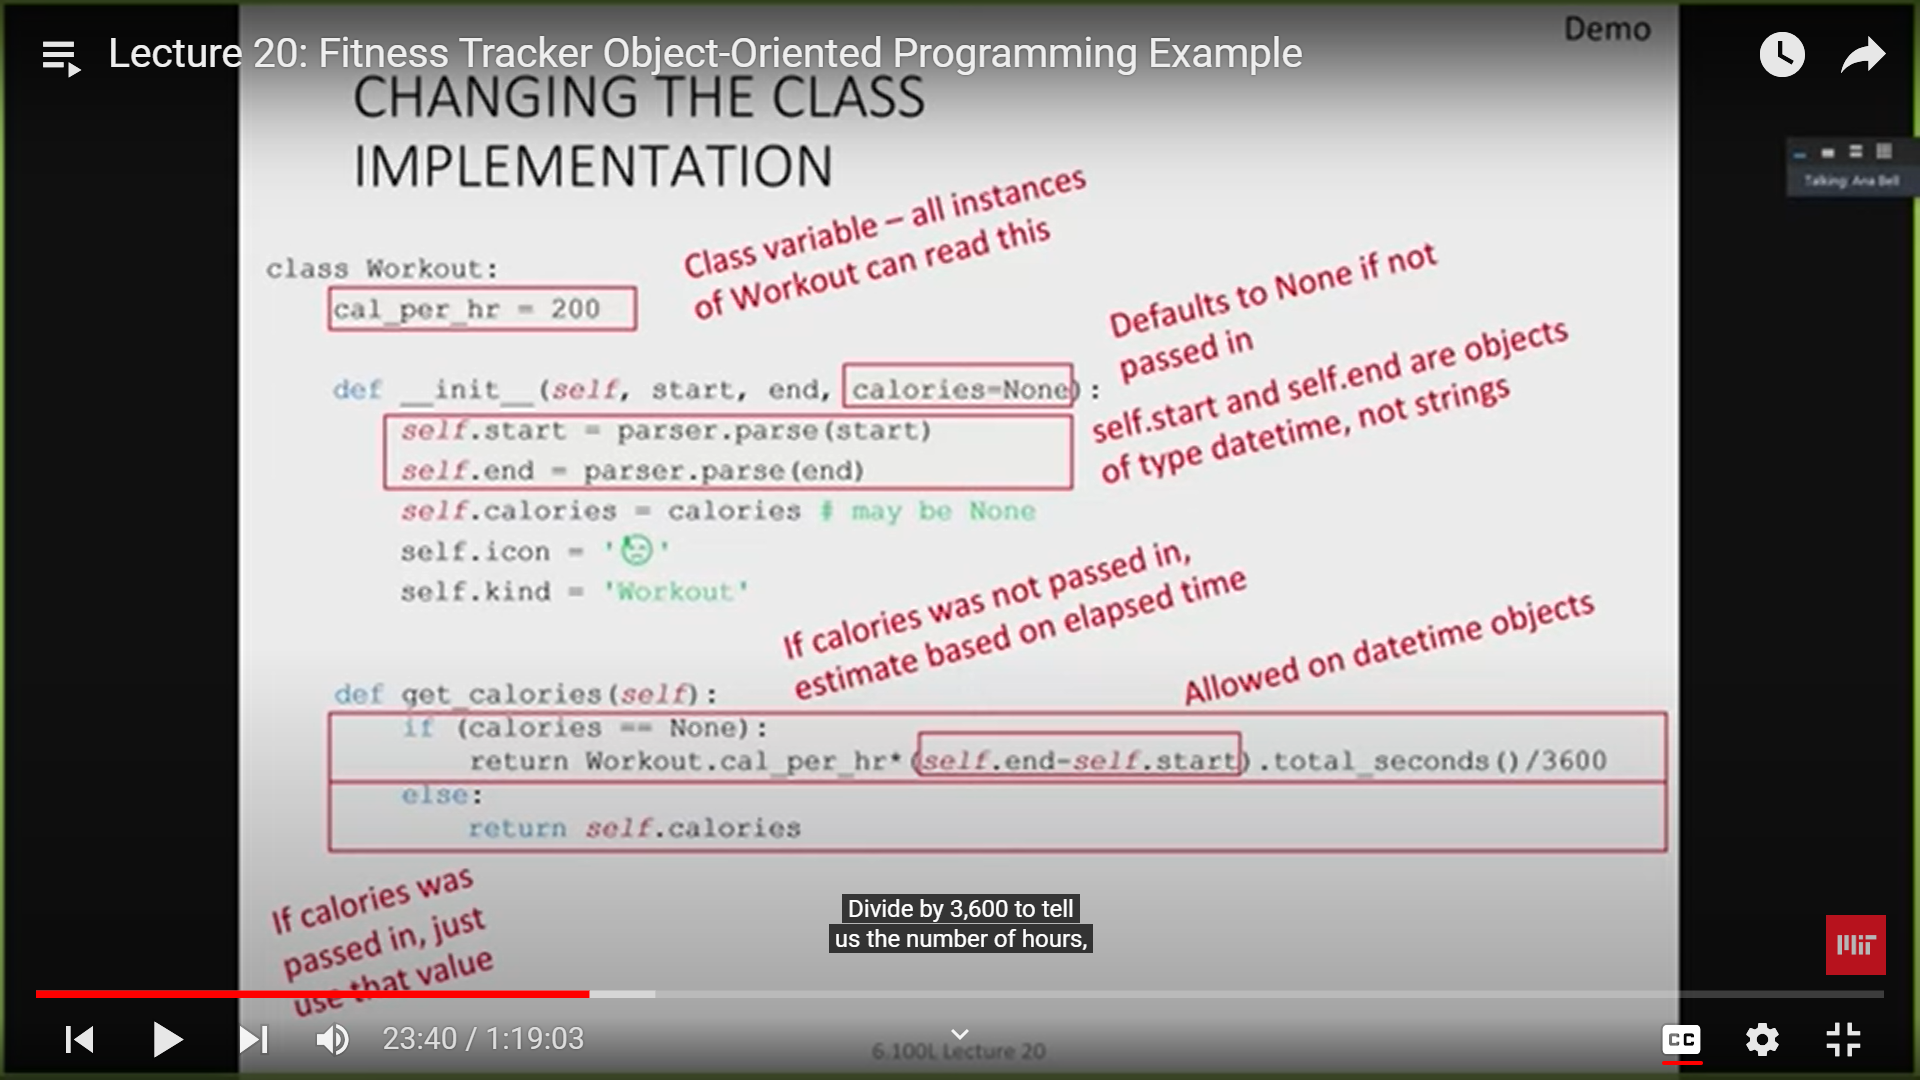 Demo
Lecture 20: Fitness Tracker Object-Oriented Programming Example
CHANGING THE CLASS
IMPLEMENTATION
Talking: Ana Bell
Class variable – all instances
of Workout can read this
class Workout:
cal_per_hr = 200
Defaults to None if not
passed in
def __init__(self, start, end, calories=None):
self.start = parser.parse(start)
self.end = parser.parse(end)
self.start and self.end are objects
of type datetime, not strings
self.calories = calories # may be None
self.icon = '😓'
self.kind = 'Workout'
If calories was not passed in,
estimate based on elapsed time
Allowed on datetime objects
def get_calories(self):
if (calories == None):
return Workout.cal_per_hr*(self.end-self.start).total_seconds()/3600
else:
return self.calories
If calories was
passed in, just
use that value
Divide by 3,600 to tell
us the number of hours,
MIT
23:40 / 1:19:03
6.100L Lecture 20
CC